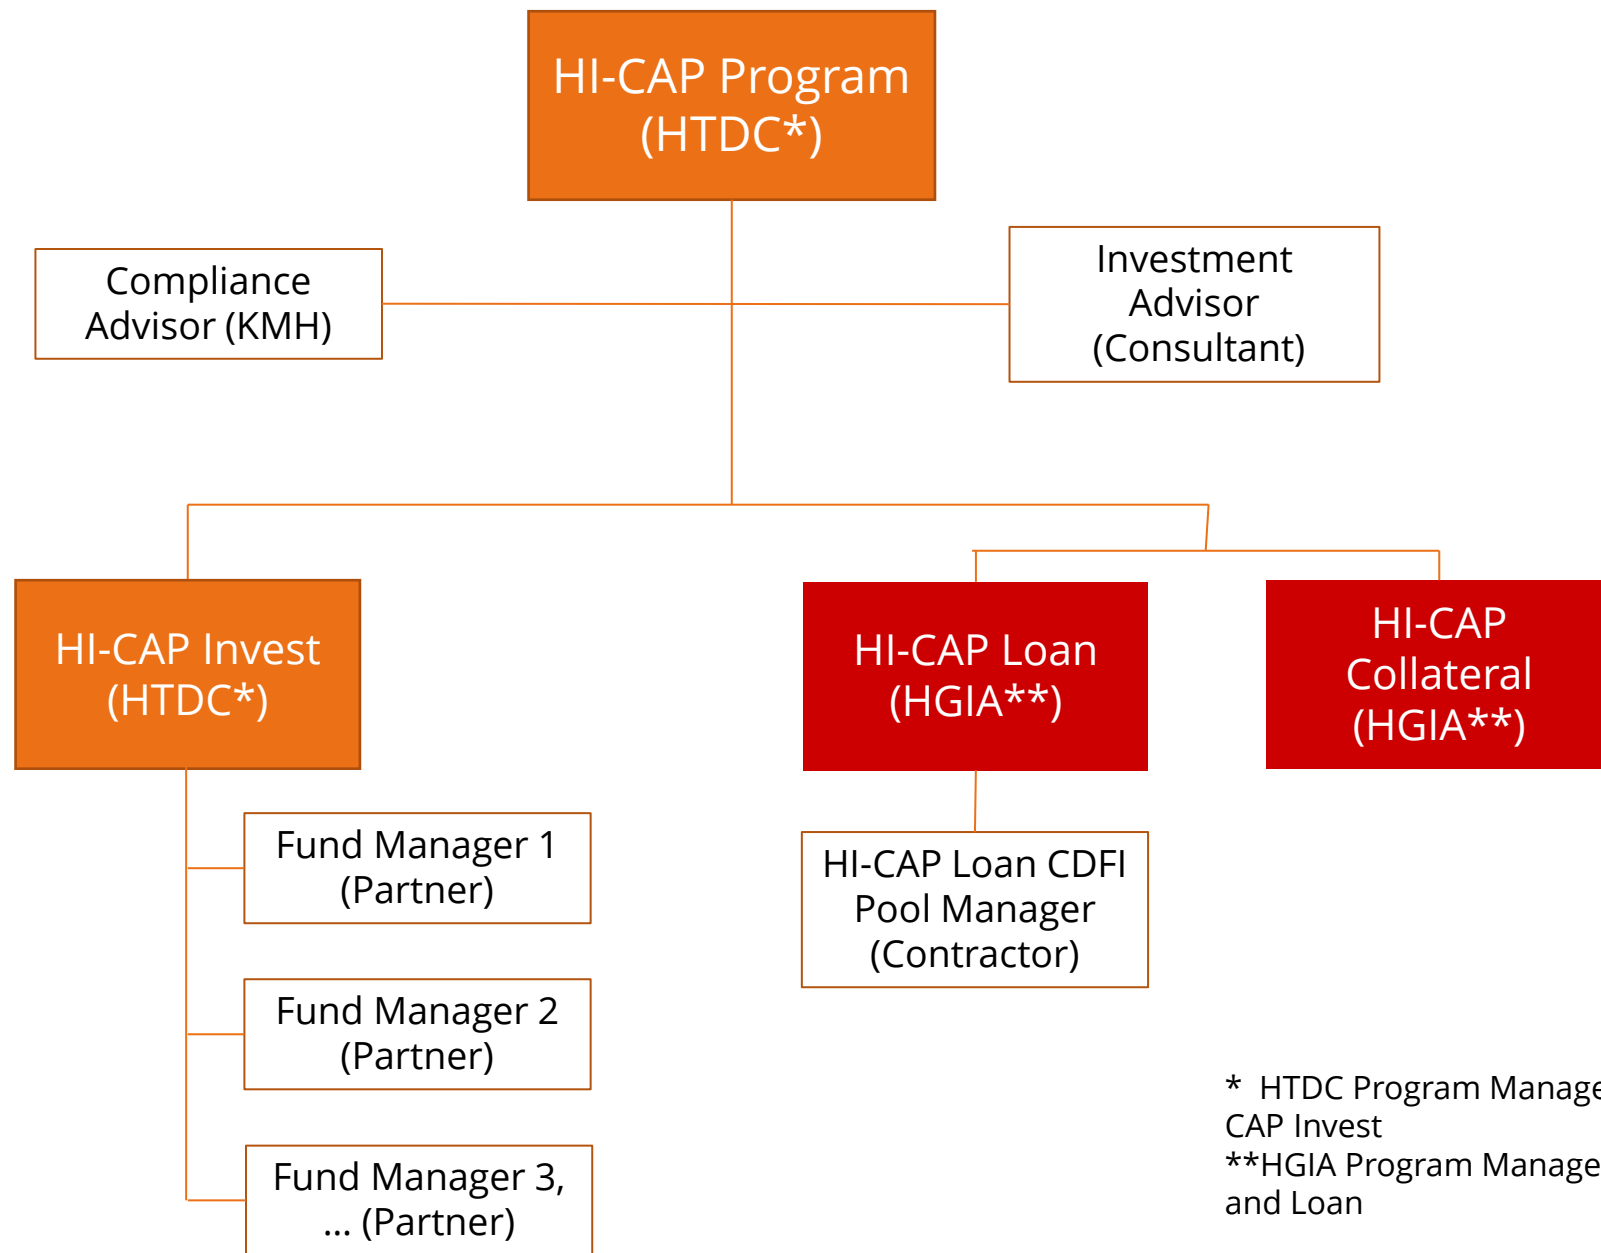 HI-CAP Program
(HTDC*)
Compliance
Advisor (KMH)
Investment
Advisor
(Consultant)
HI-CAP Invest
(HTDC*)
HI-CAP Loan
(HGIA**)
HI-CAP
Collateral
(HGIA**)
Fund Manager 1
(Partner)
HI-CAP Loan CDFI
Pool Manager
(Contractor)
Fund Manager 2
(Partner)
Fund Manager 3,
... (Partner)
* HTDC Program
CAP Invest
**HGIA Program
and Loan